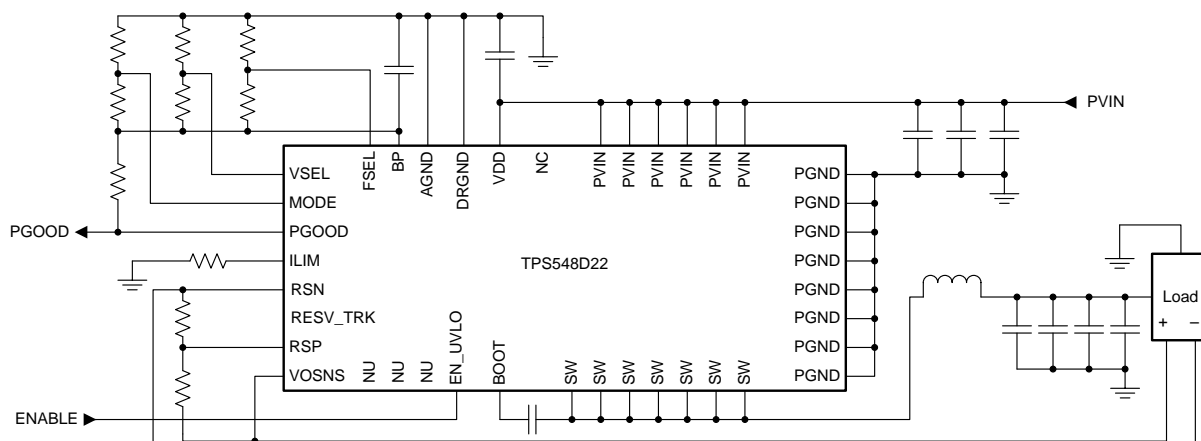 PVIN
FSEL
BP
AGND
DRGND
VDD
NC
PVIN
PVIN
PVIN
PVIN
PVIN
PVIN
VSEL
MODE
PGOOD
PGOOD
ILIM
RSN
RESV_TRK
RSP
VOSNS
TPS548D22
PGND
PGND
PGND
PGND
PGND
PGND
PGND
PGND
Load
+ −
NU
NU
NU
EN_UVLO
BOOT
SW
SW
SW
SW
SW
SW
SW
ENABLE